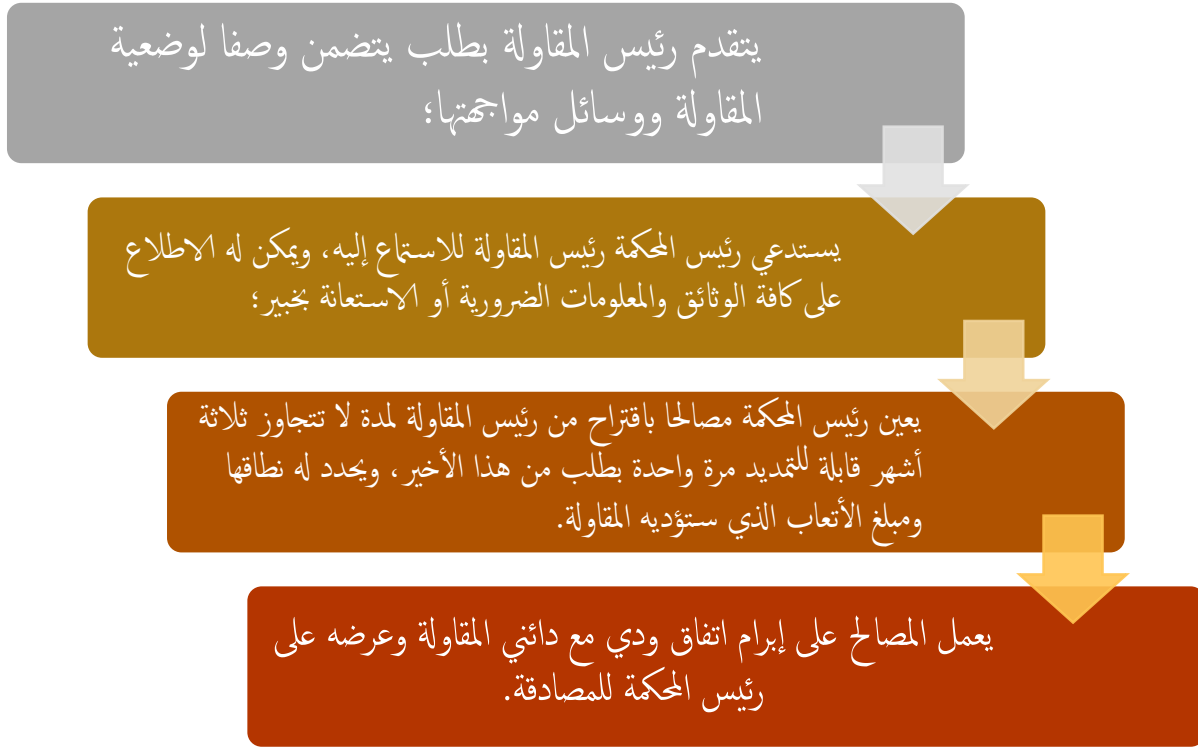 يتقدم رئيس المقاولة بطلب يتضمن وصفا لوضعية
المقاولة ووسائل مواجهتها؛
يستدعي رئيس المحكمة رئيس المقاولة للاستماع إليه، ويمكن له الاطلاع
على كافة الوثائق والمعلومات الضرورية أو الاستعانة بخبير؛
يعين رئيس المحكمة مصالحا باقتراح من رئيس المقاولة لمدة لا تتجاوز ثلاثة
أشهر قابلة للتمديد مرة واحدة بطلب من هذا الأخير، ويحدد له نطاقها
ومبلغ الأتعاب الذي ستؤديه المقاولة.
يعمل المصالح على إبرام اتفاق ودي مع دائني المقاولة وعرضه على
رئيس المحكمة للمصادقة.